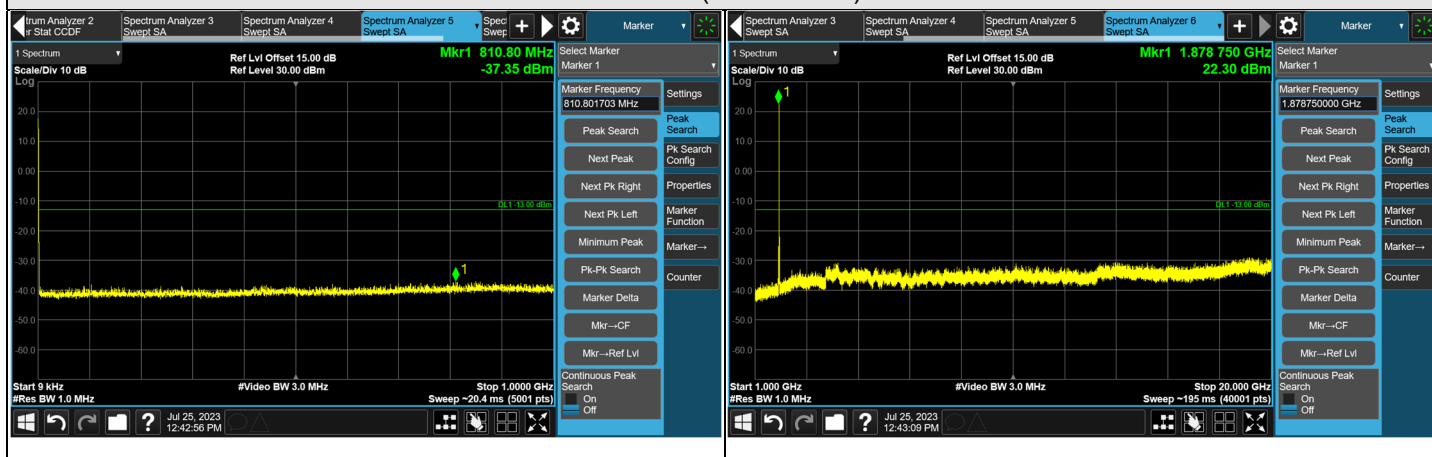 trum Analyzer 2
er Stat CCDF
Spectrum Analyzer 3
Swept SA
Spectrum Analyzer 4
Swept SA
Spectrum Analyzer 5
Swept SA
Spec
Swep
Marker
1 Spectrum
Scale/Div 10 dB
Log
Ref Lvl Offset 15.00 dB
Ref Level 30.00 dBm
Mkr1 810.80 MHz
-37.35 dBm
20.0
10.0
0.00
-10.0
-20.0
-30.0
-40.0
-50.0
-60.0
DL1 -13.00 dBm
1
Start 9 kHz
#Res BW 1.0 MHz
#Video BW 3.0 MHz
Stop 1.0000 GHz
Sweep ~20.4 ms (5001 pts)
Select Marker
Marker 1
Marker Frequency
810.801703 MHz
Peak Search
Next Peak
Next Pk Right
Next Pk Left
Minimum Peak
Pk-Pk Search
Marker Delta
Mkr→CF
Mkr→Ref Lvl
Continuous Peak
Search
On
Off
Settings
Peak
Search
Pk Search
Config
Properties
Marker
Function
Marker→
Counter
?
Jul 25, 2023
12:42:56 PM
Spectrum Analyzer 3
Swept SA
Spectrum Analyzer 4
Swept SA
Spectrum Analyzer 5
Swept SA
Spectrum Analyzer 6
Swept SA
Marker
1 Spectrum
Scale/Div 10 dB
Log
Ref Lvl Offset 15.00 dB
Ref Level 30.00 dBm
Mkr1 1.878 750 GHz
22.30 dBm
1
20.0
10.0
0.00
-10.0
-20.0
-30.0
-40.0
-50.0
-60.0
DL1 -13.00 dBm
Start 1.000 GHz
#Res BW 1.0 MHz
#Video BW 3.0 MHz
Stop 20.000 GHz
Sweep ~195 ms (40001 pts)
Select Marker
Marker 1
Marker Frequency
1.878750000 GHz
Peak Search
Next Peak
Next Pk Right
Next Pk Left
Minimum Peak
Pk-Pk Search
Marker Delta
Mkr→CF
Mkr→Ref Lvl
Continuous Peak
Search
On
Off
Settings
Peak
Search
Pk Search
Config
Properties
Marker
Function
Marker→
Counter
?
Jul 25, 2023
12:43:09 PM